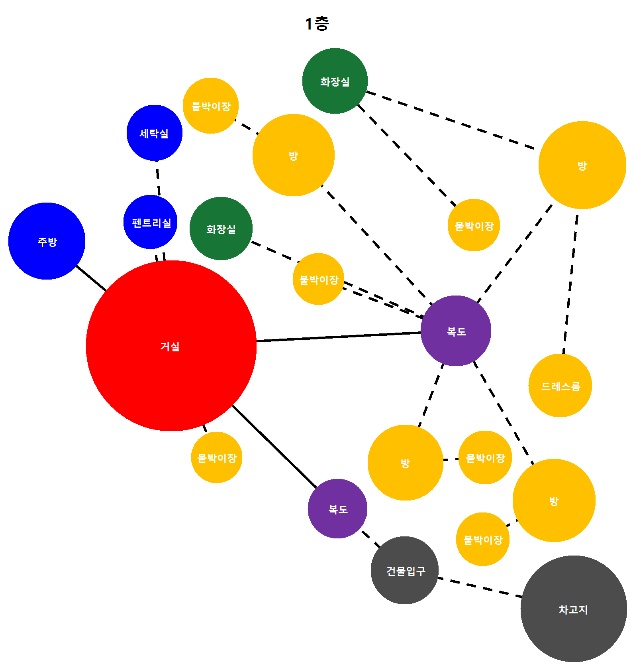 1층
화장실
붙박이장
세탁실
방
방
펜트리실
화장실
붙박이장
주방
붙박이장
복도
거실
드레스룸
붙박이장
방
붙박이장
방
복도
붙박이장
건물입구
차고지